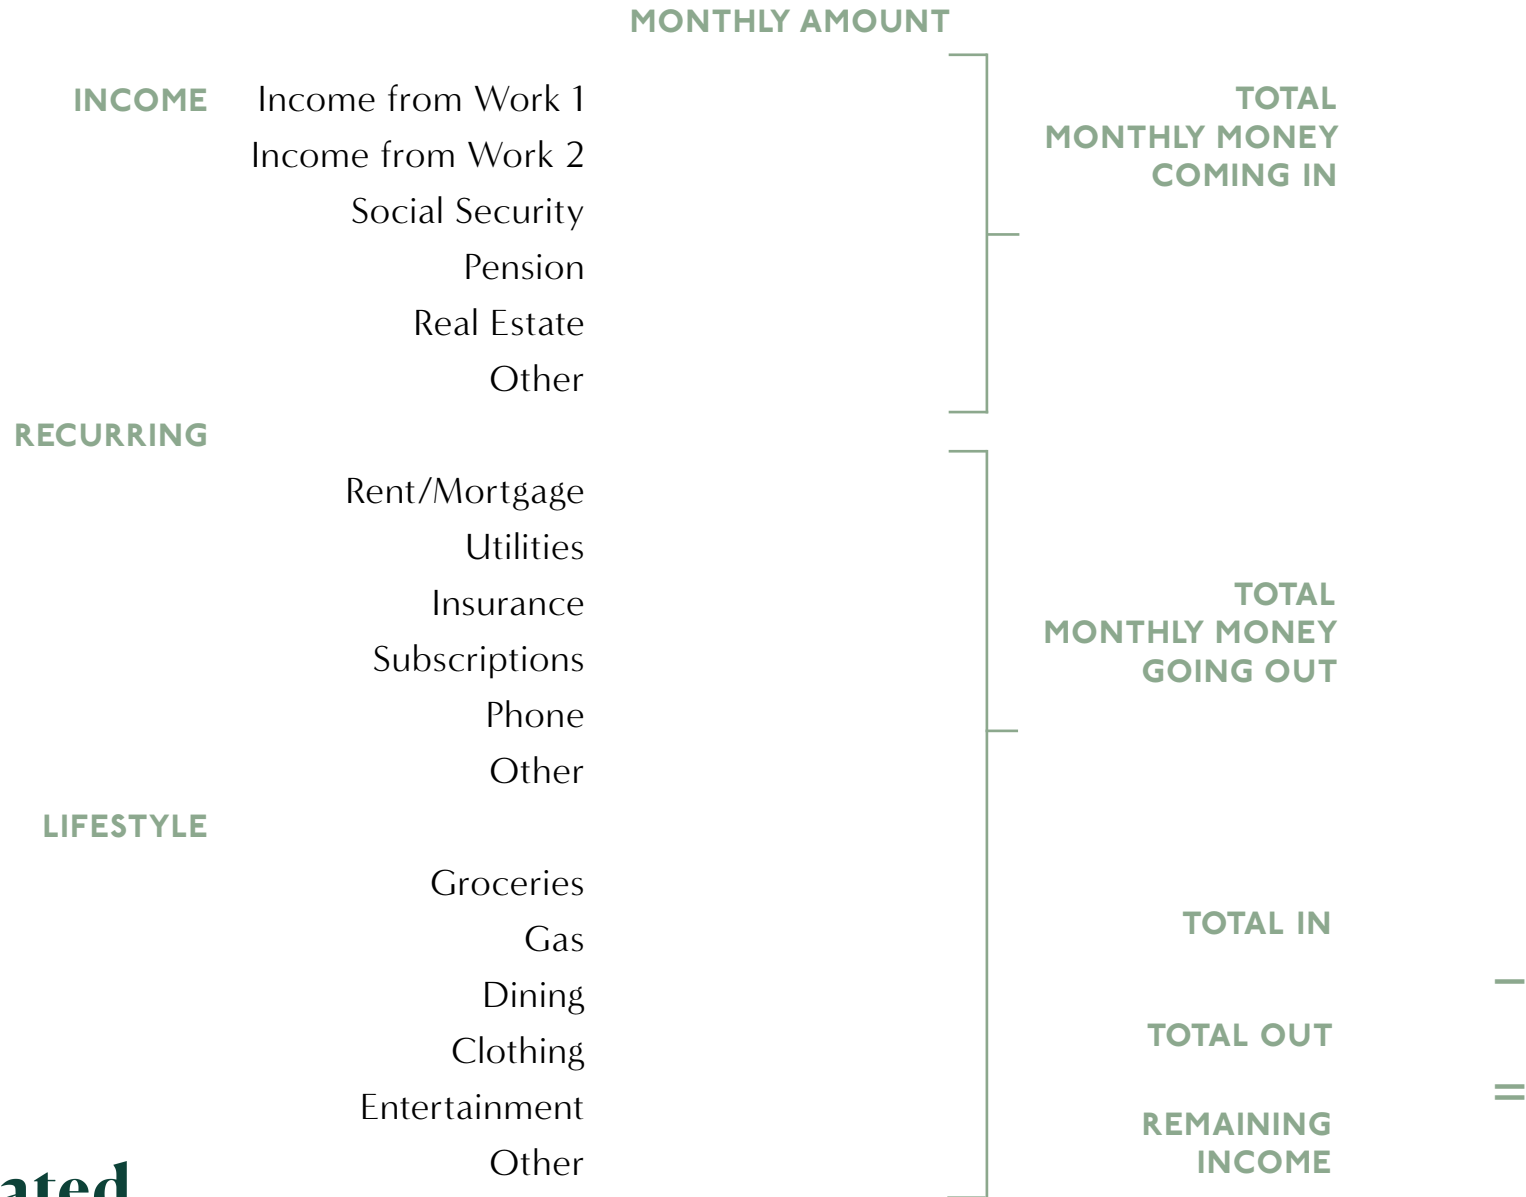 MONTHLY AMOUNT
INCOME Income from Work 1
Income from Work 2
Social Security
Pension
Real Estate
Other
TOTAL
MONTHLY MONEY
COMING IN
RECURRING
Rent/Mortgage
Utilities
Insurance
Subscriptions
Phone
Other
LIFESTYLE
Groceries
Gas
Dining
Clothing
Entertainment
Other
TOTAL
MONTHLY MONEY
GOING OUT
TOTAL IN
–
TOTAL OUT
=
REMAINING
INCOME